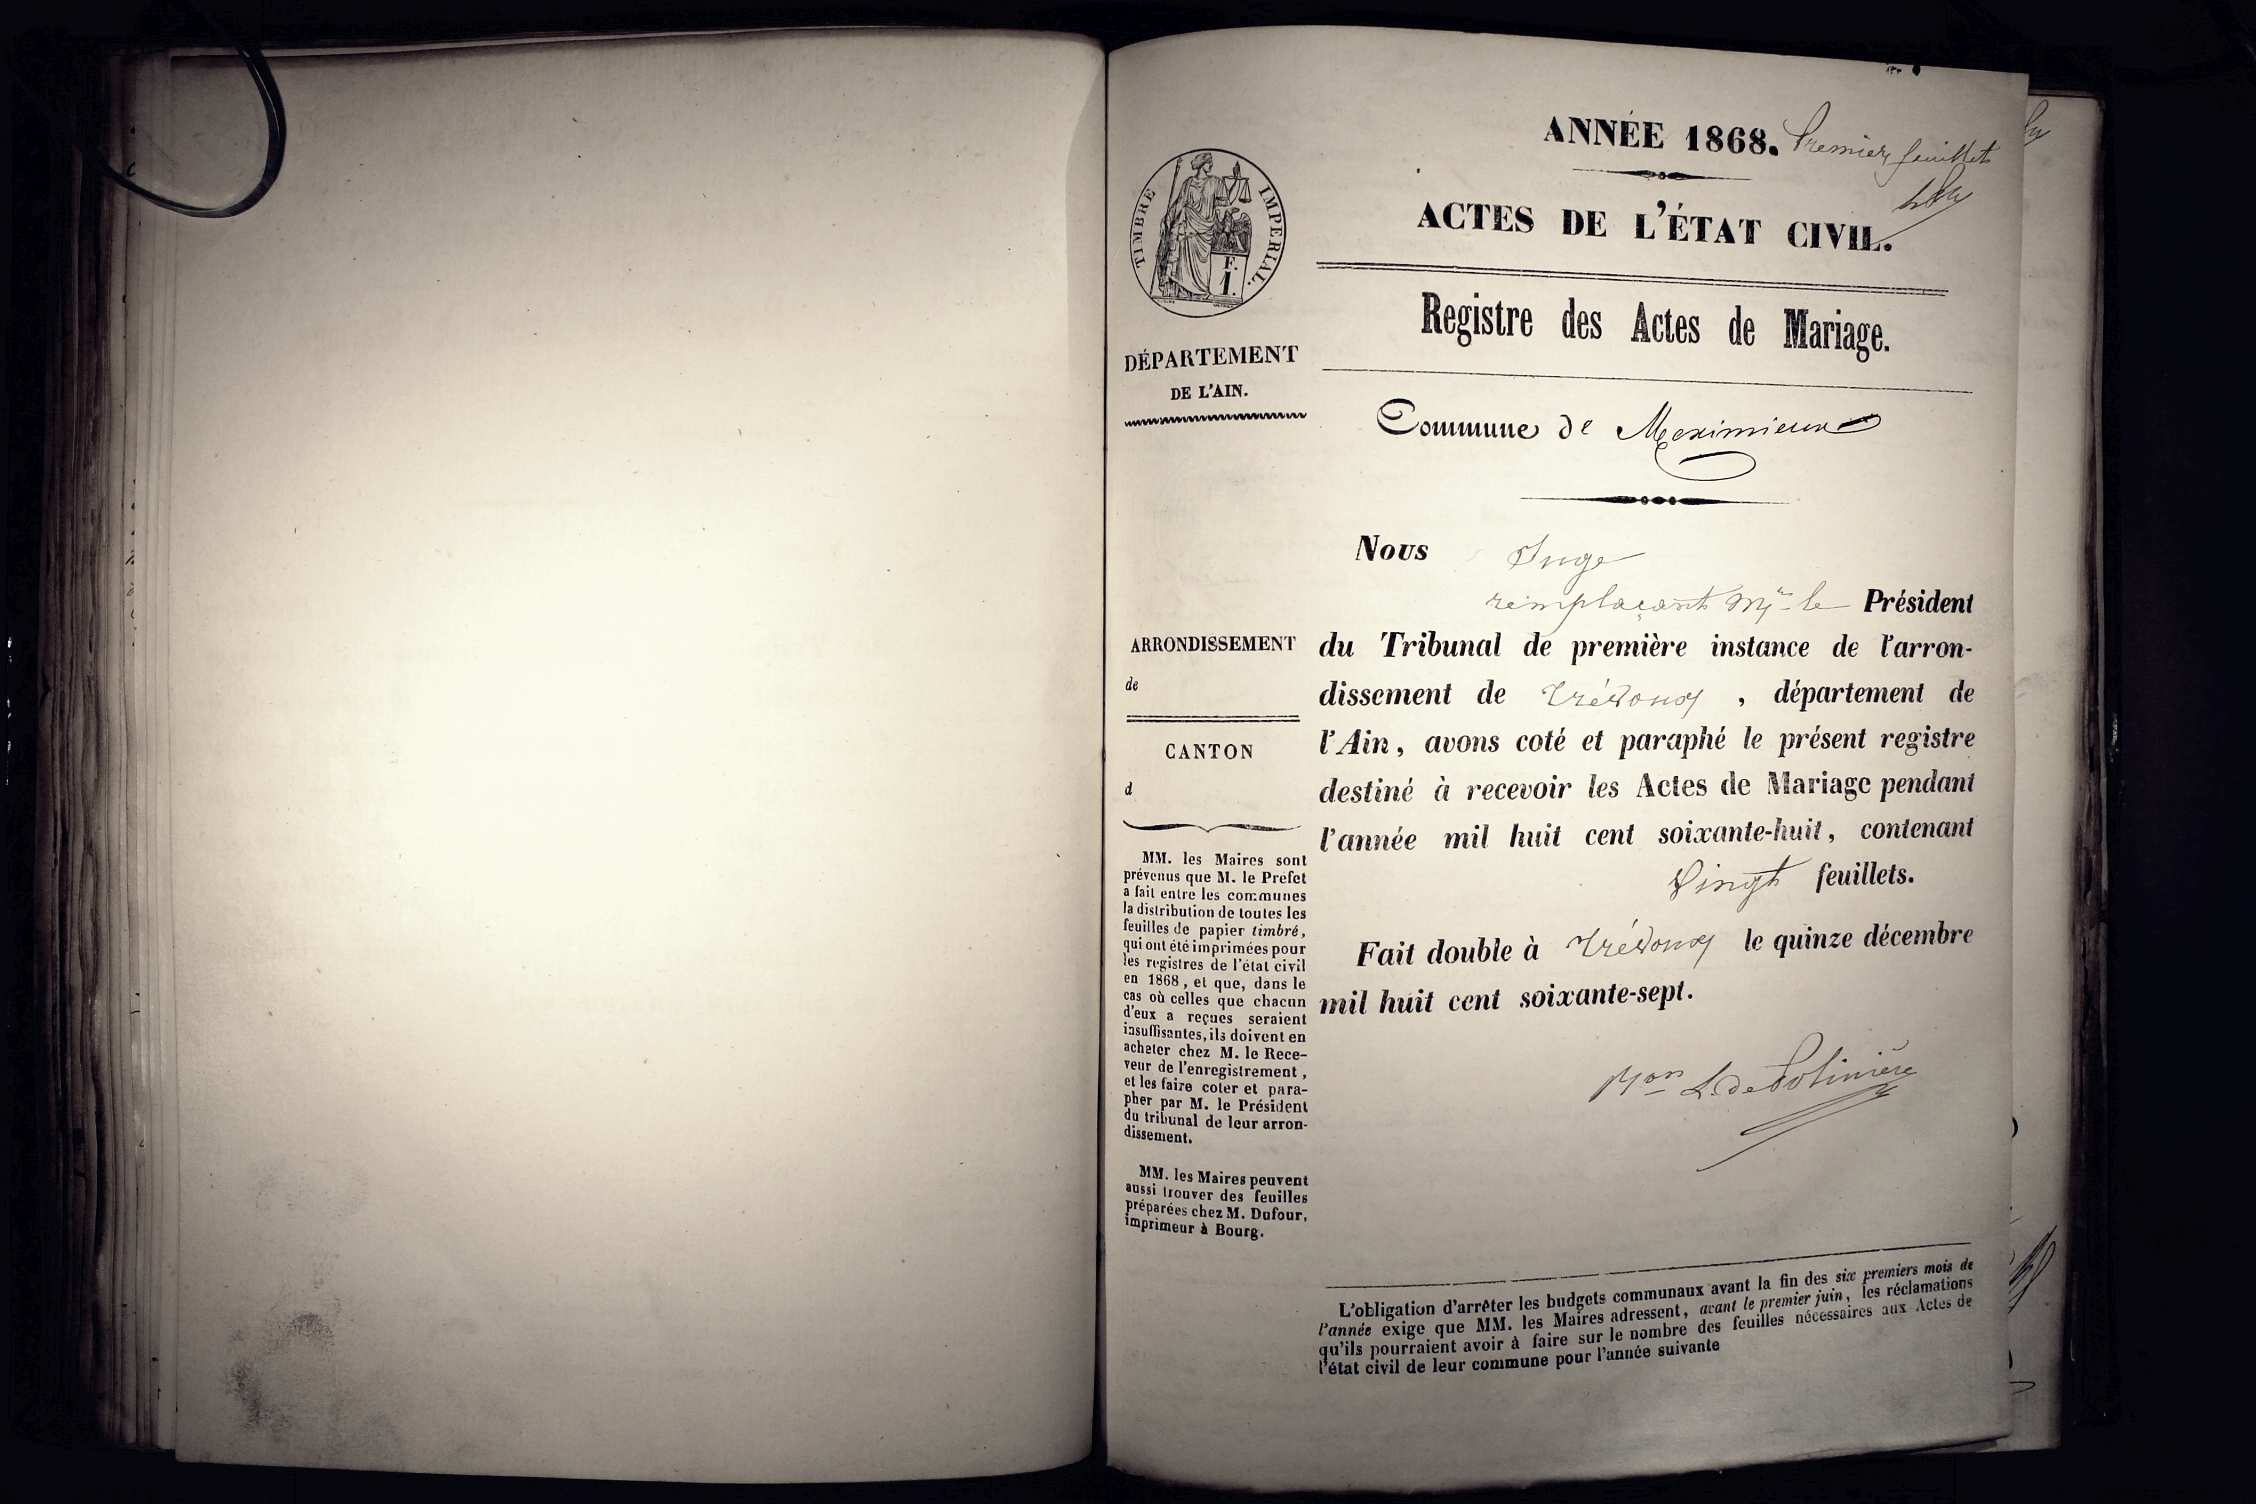 ANNÉE 1868. Premier feuillet
ACTES DE L'ÉTAT CIVIL.
TIMBRE IMPERIAL.
F.
1.
Registre des Actes de Mariage.
DÉPARTEMENT
DE L'AIN.
Commune de Meximieux
Nous Juge
remplaçant Mr le Président
du Tribunal de première instance de l'arron-
dissement de Trévoux, département de
l'Ain, avons coté et paraphé le présent registre
destiné à recevoir les Actes de Mariage pendant
l'année mil huit cent soixante-huit, contenant
Vingt feuillets.
Fait double à Trévoux le quinze décembre
mil huit cent soixante-sept.
L. de Polinière
ARRONDISSEMENT
de
CANTON
d
MM. les Maires sont
prévenus que M. le Préfet
a fait entre les communes
la distribution de toutes les
feuilles de papier timbré,
qui ont été imprimées pour
les registres de l'état civil
en 1868, et que, dans le
cas où celles que chacun
d'eux a reçues seraient
insuffisantes, ils doivent en
acheter chez M. le Rece-
veur de l'enregistrement,
et les faire coter et para-
pher par M. le Président
du tribunal de leur arron-
dissement.
MM. les Maires peuvent
aussi trouver des feuilles
préparées chez M. Dufour,
imprimeur à Bourg.
L'obligation d'arrêter les budgets communaux avant la fin des six premiers mois de
l'année exige que MM. les Maires adressent, avant le premier juin, les réclamations
qu'ils pourraient avoir à faire sur le nombre des feuilles nécessaires aux Actes de
l'état civil de leur commune pour l'année suivante